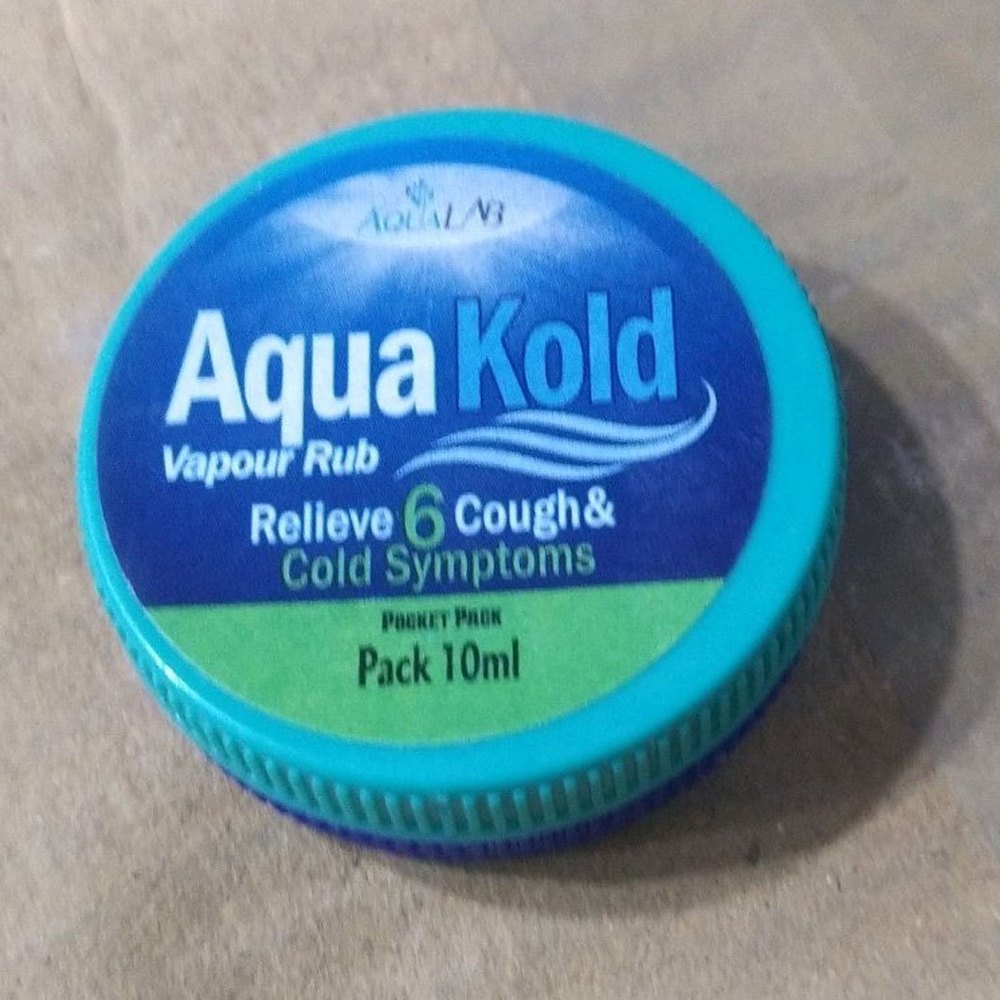 AQUALAB
Aqua Kold
Vapour Rub
Relieve 6 Cough&
Cold Symptoms
POCKET PACK
Pack 10ml